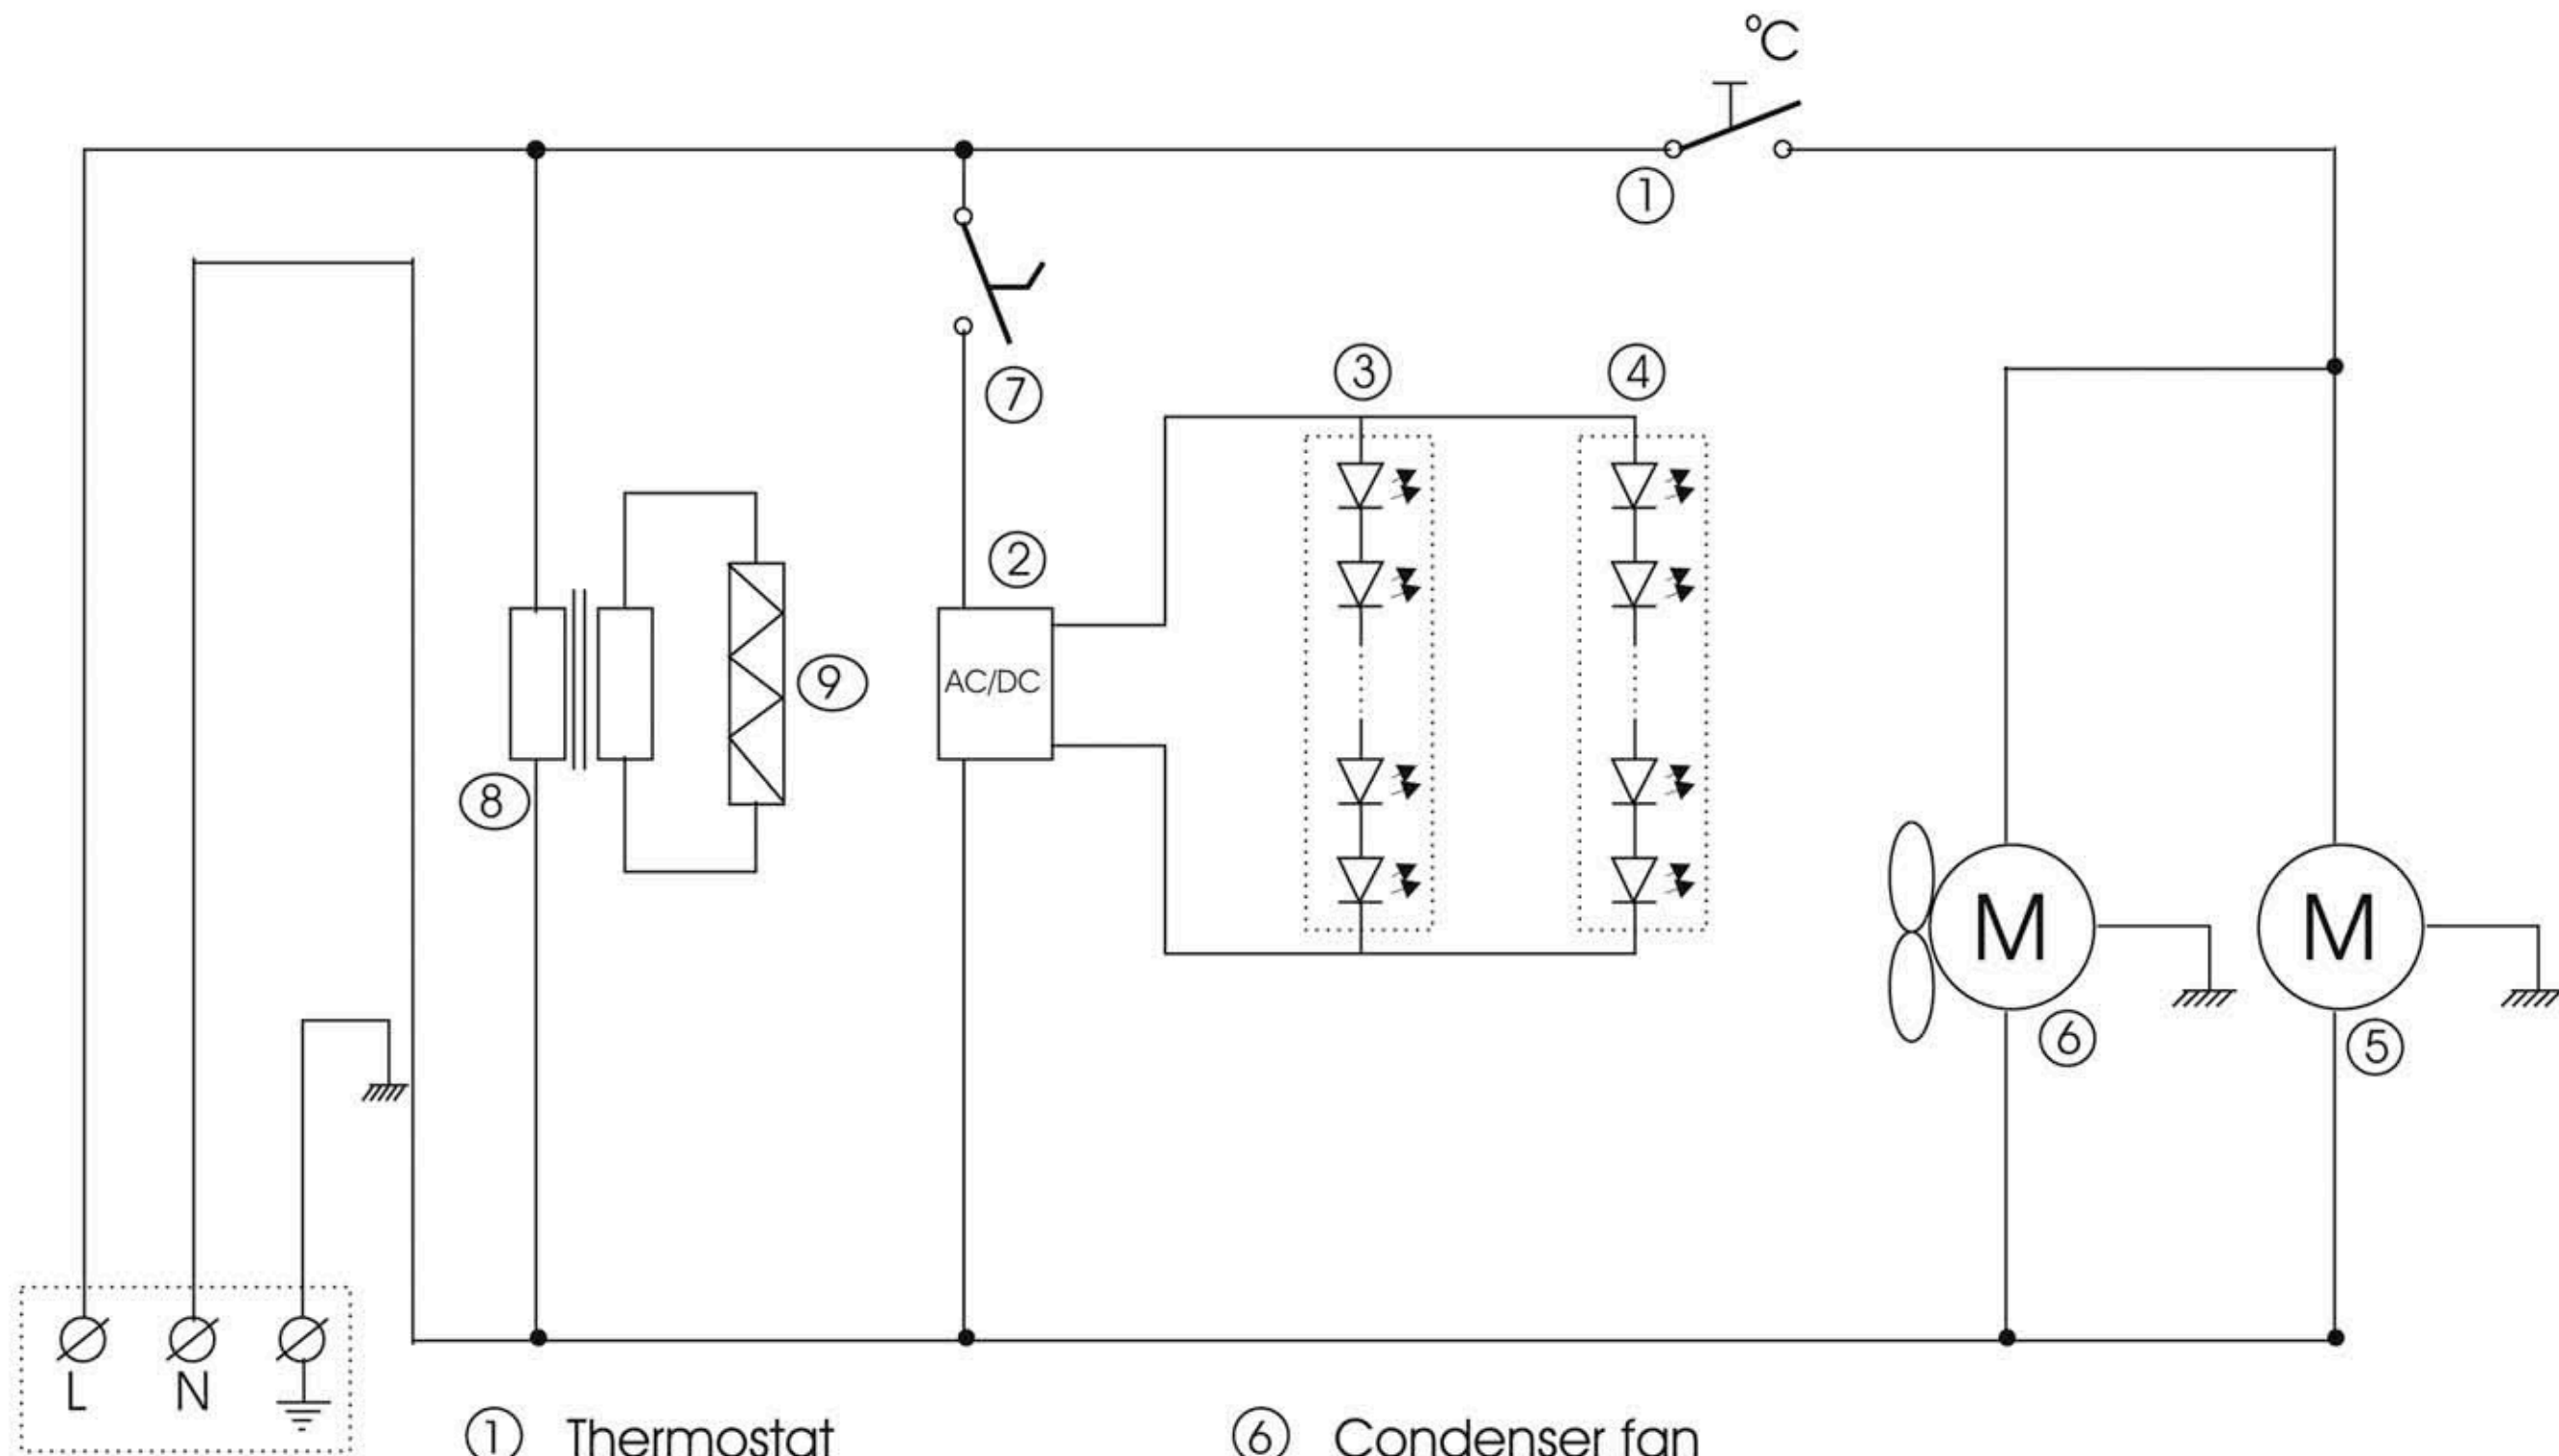 °C
①
③ ④
⑦
②
AC/DC
⑨
⑧
M M
⑥ ⑤
L N
① Thermostat ⑥ Condenser fan